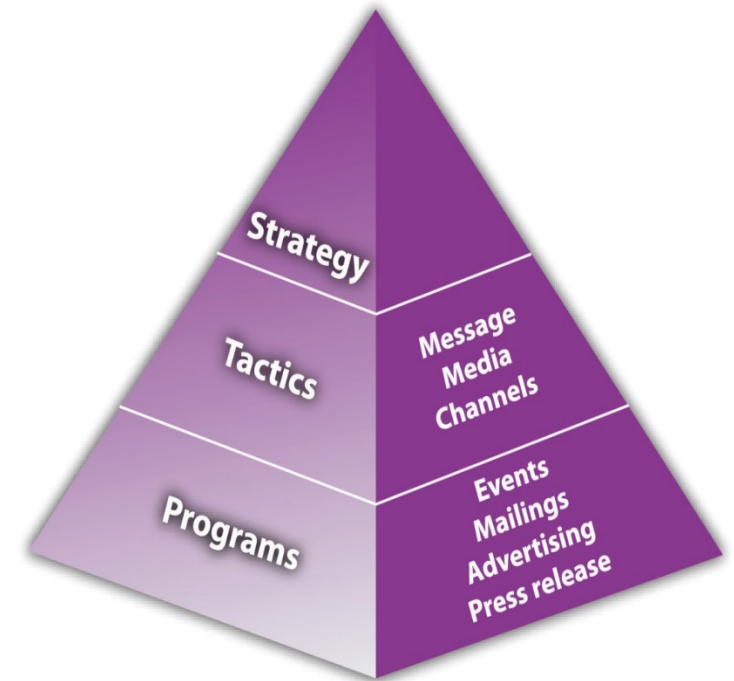 Strategy
Tactics
Message
Media
Channels
Programs
Events
Mailings
Advertising
Press release